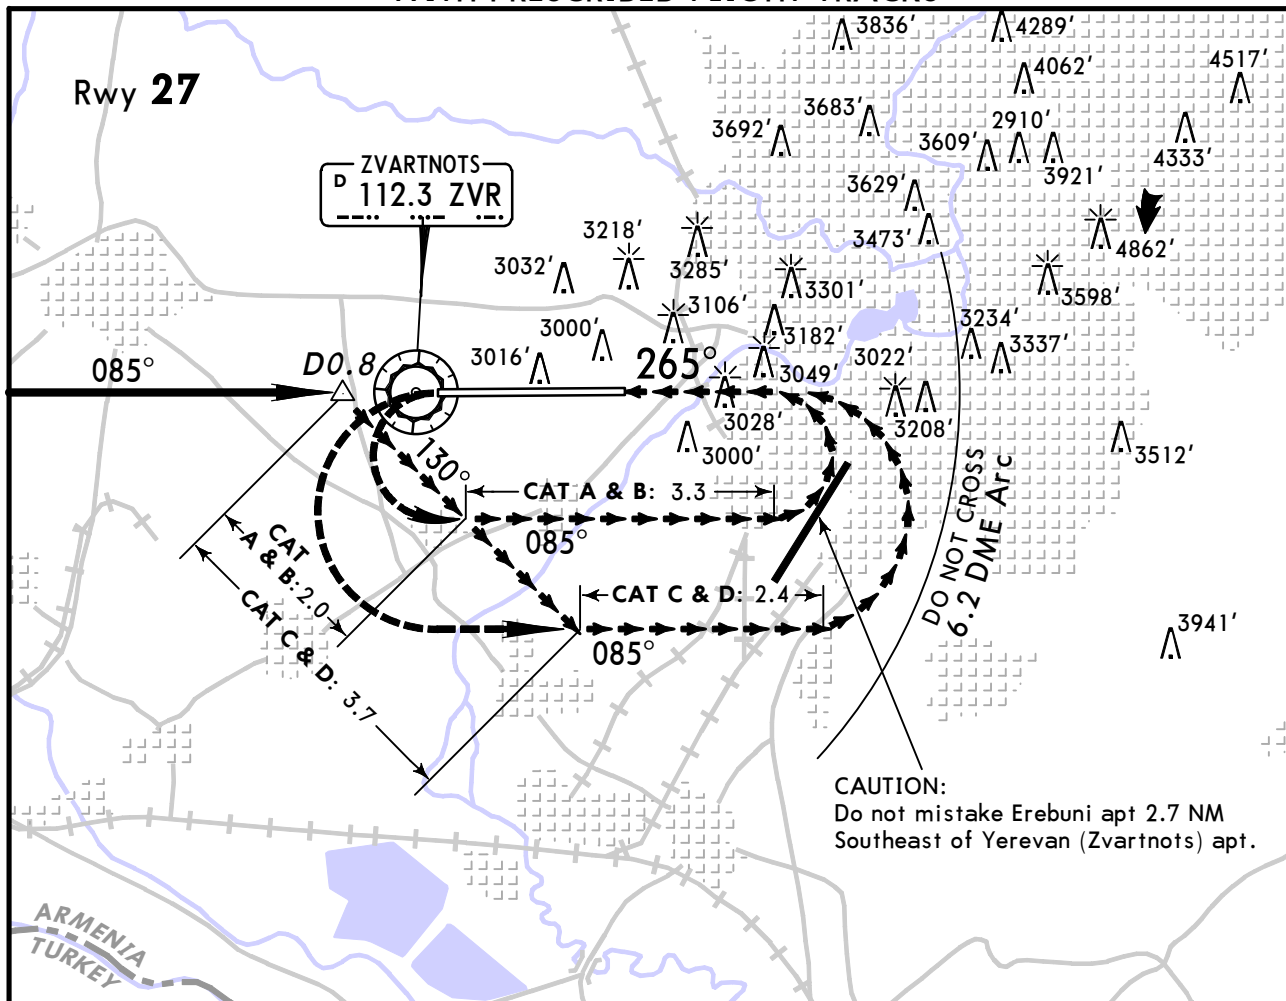 Rwy 27
ZVARTNOTS
D 112.3 ZVR
3836'
4289'
4062'
4517'
3683'
3692'
2910'
3609'
3921'
4333'
3629'
3473'
4862'
3218'
3285'
3032'
3301'
3598'
3106'
3000'
3182'
3234'
3337'
3016'
265°
3049'
3022'
085°
D0.8
3028'
3208'
3000'
3512'
130°
CAT A & B: 3.3
085°
CAT
A & B: 2.0
CAT C & D: 3.7
CAT C & D: 2.4
085°
DO NOT CROSS
6.2 DME Arc
3941'
CAUTION:
Do not mistake Erebuni apt 2.7 NM
Southeast of Yerevan (Zvartnots) apt.
ARMENIA
TURKEY